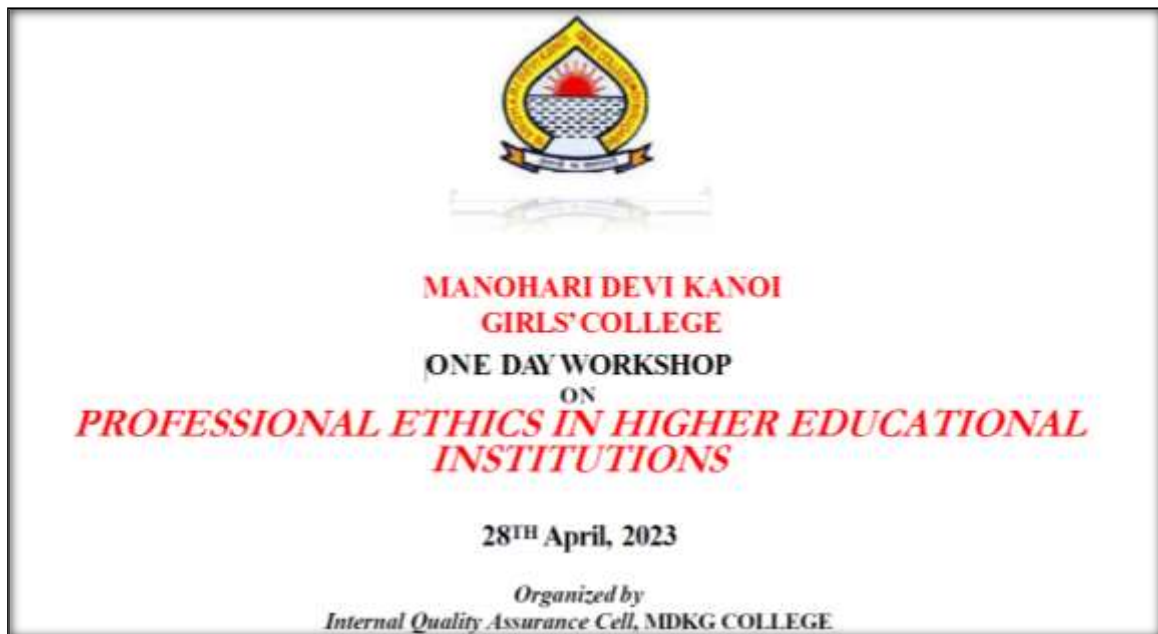 MANOHARI DEVI KANOI
GIRLS' COLLEGE
ONE DAY WORKSHOP
ON
PROFESSIONAL ETHICS IN HIGHER EDUCATIONAL
INSTITUTIONS
28TH April, 2023
Organized by
Internal Quality Assurance Cell, MDKG COLLEGE